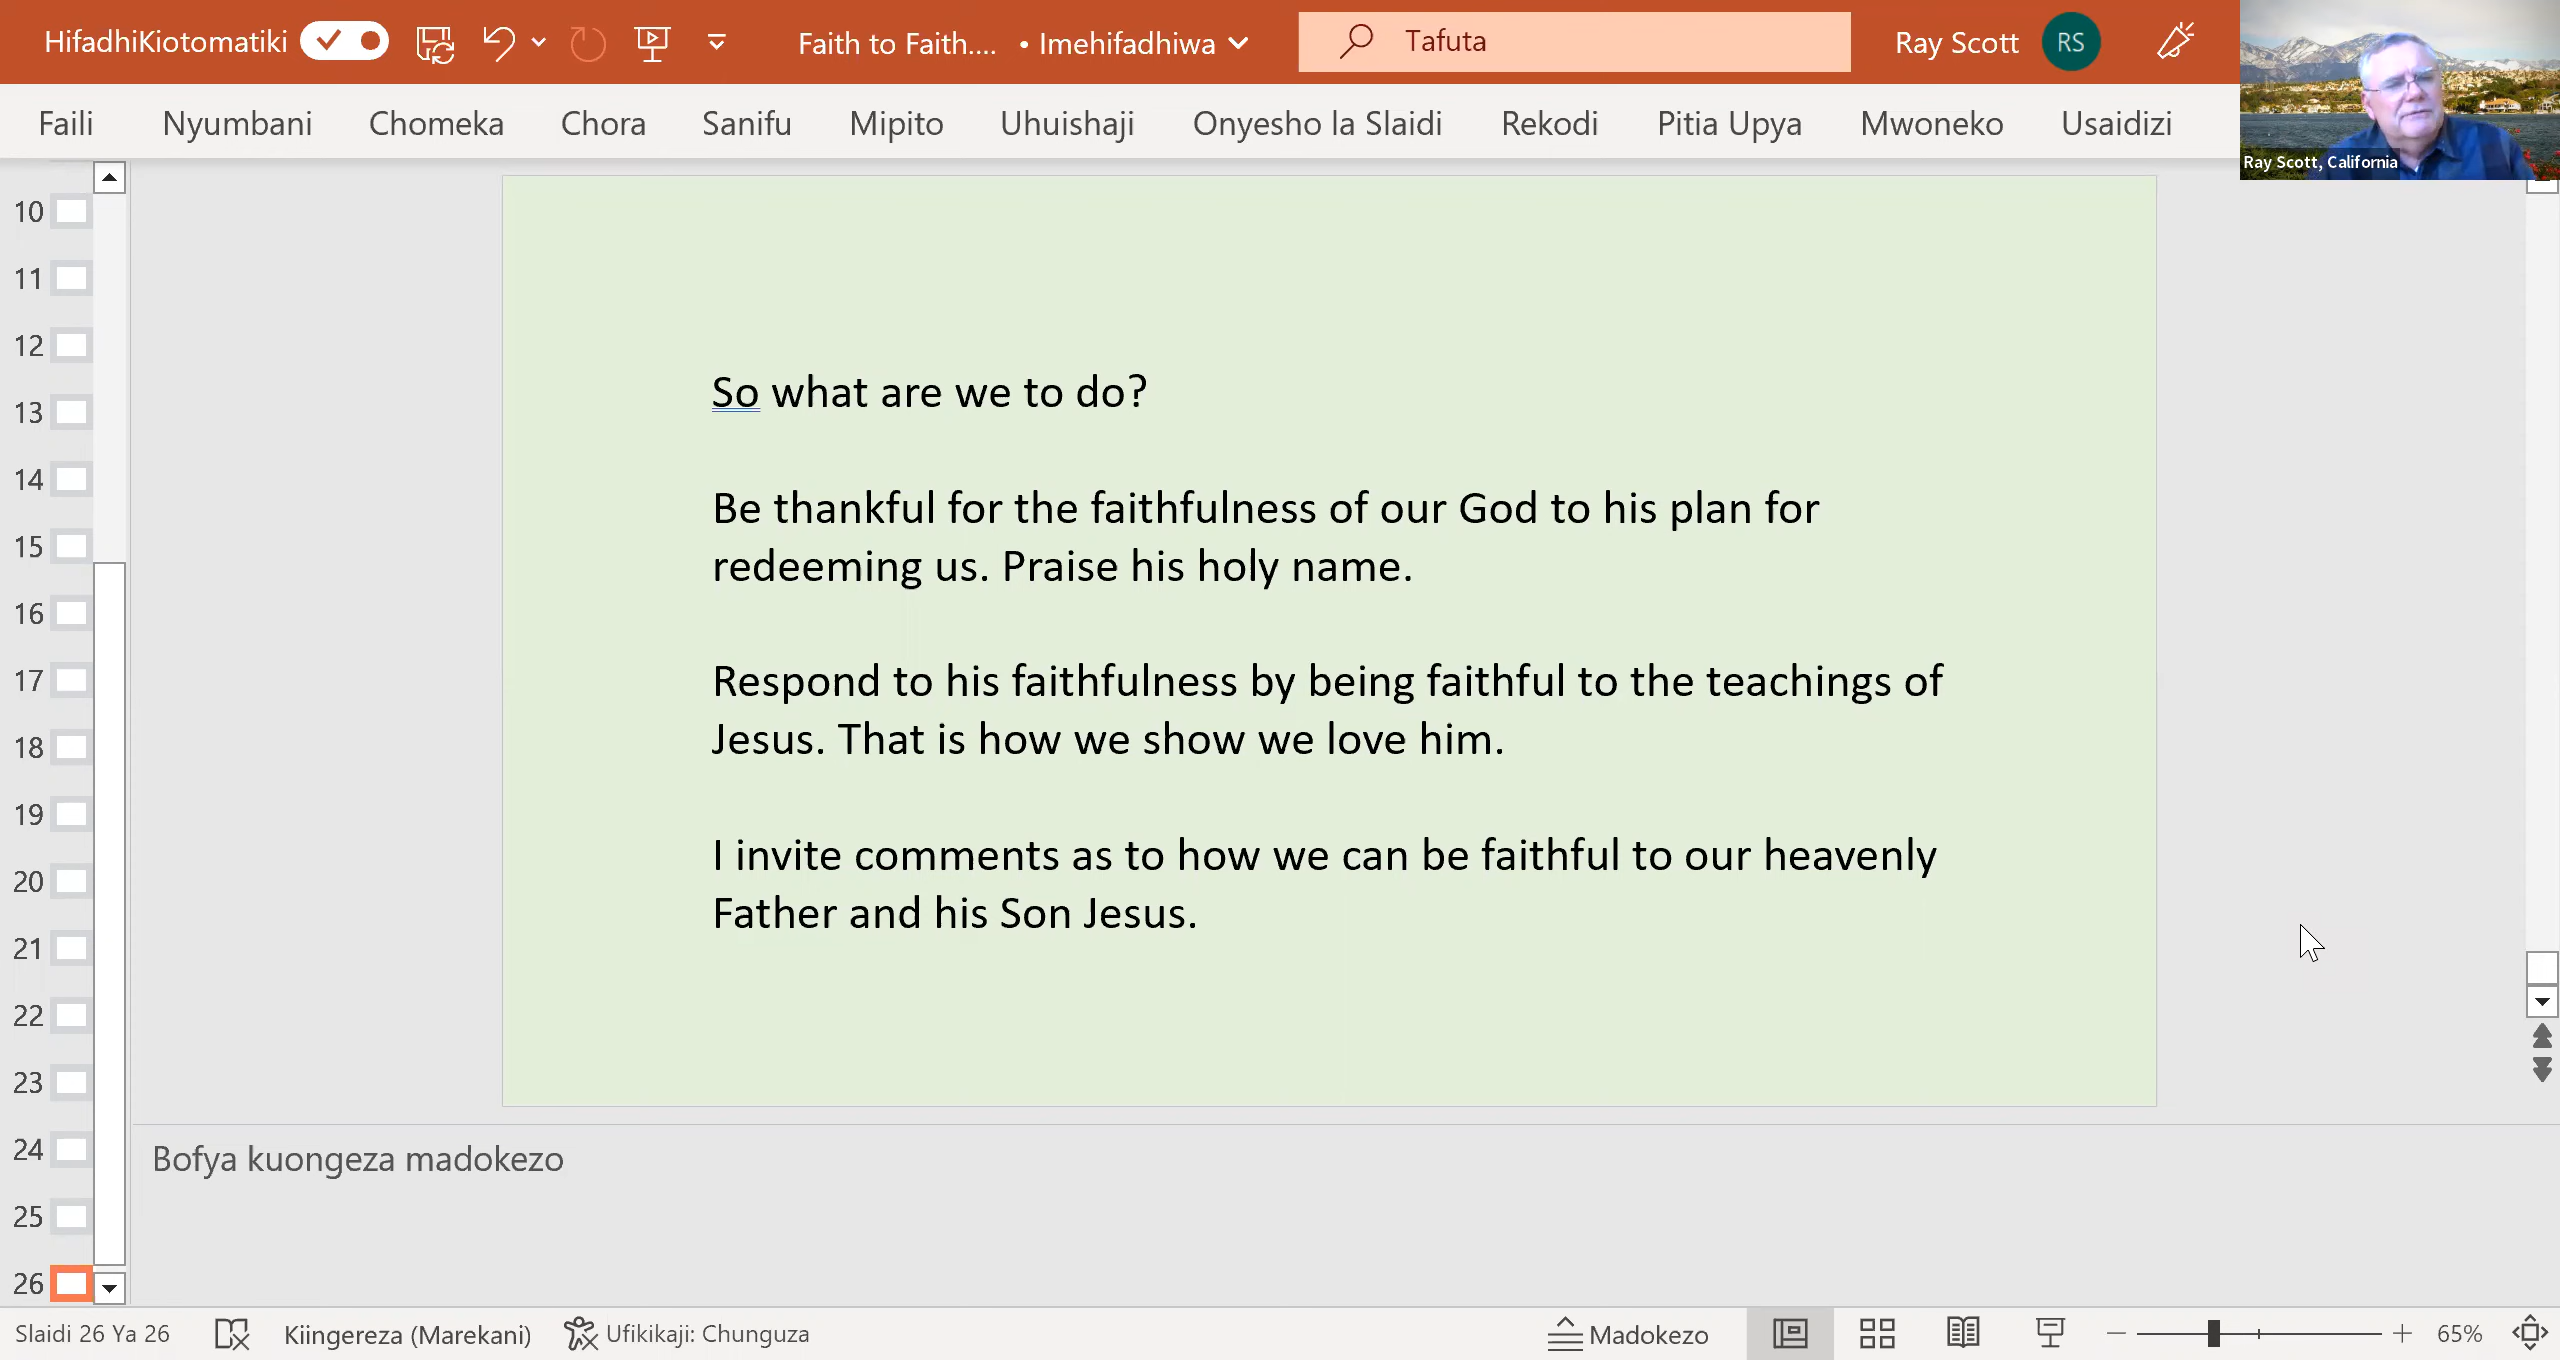 HifadhiKiotomatiki
Faith to Faith.... • Imehifadhiwa
Tafuta
Ray Scott RS
Faili Nyumbani Chomeka Chora Sanifu Mipito Uhuishaji Onyesho la Slaidi Rekodi Pitia Upya Mwoneko Usaidizi
Ray Scott, California
10
11
12
13
14
15
16
17
18
19
20
21
22
23
24
25
26
So what are we to do?
Be thankful for the faithfulness of our God to his plan for
redeeming us. Praise his holy name.
Respond to his faithfulness by being faithful to the teachings of
Jesus. That is how we show we love him.
I invite comments as to how we can be faithful to our heavenly
Father and his Son Jesus.
Bofya kuongeza madokezo
Slaidi 26 Ya 26 Kiingereza (Marekani) Ufikikaji: Chunguza Madokezo 65%